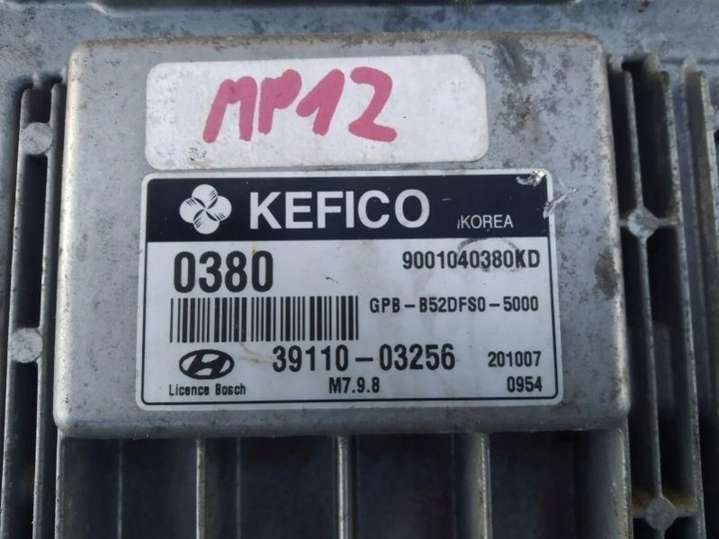 MP12
KEFICO KOREA
0380 9001040380KD
GPB-B52DFS0-5000
39110-03256 201007
Licence Bosch M7.9.8 0954